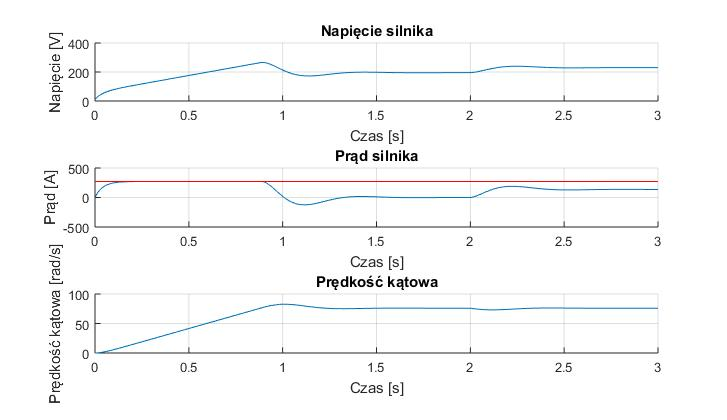 Napięcie silnika
Napięcie [V]
400
200
0
0 0.5 1 1.5 2 2.5 3
Czas [s]
Prąd silnika
Prąd [A]
500
0
-500
0 0.5 1 1.5 2 2.5 3
Czas [s]
Prędkość kątowa
Prędkość kątowa [rad/s]
100
50
0
0 0.5 1 1.5 2 2.5 3
Czas [s]